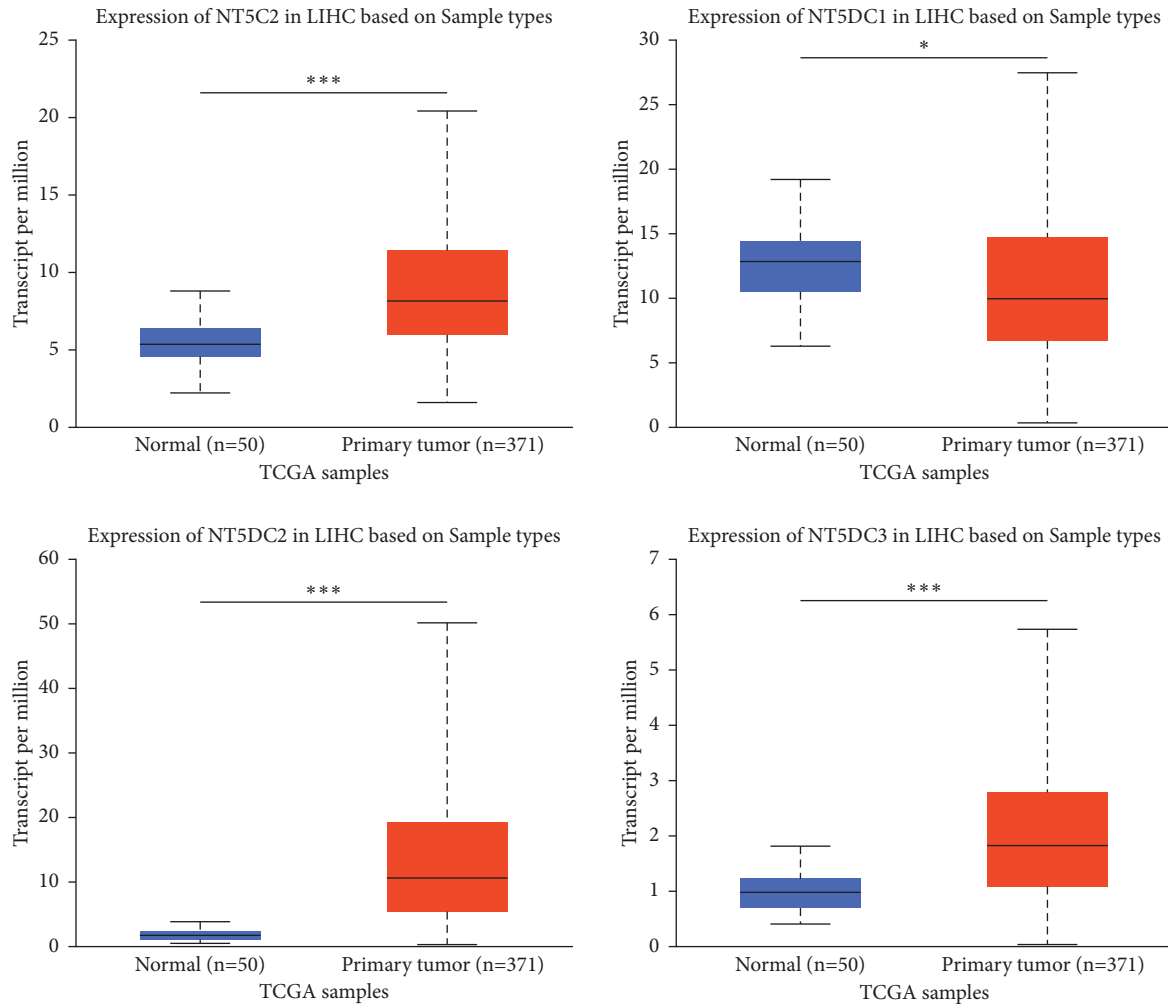 Expression of NT5C2 in LIHC based on Sample types
25
20
15
10
5
0
Transcript per million
***
Normal (n=50)
Primary tumor (n=371)
TCGA samples
Expression of NT5DC1 in LIHC based on Sample types
30
25
20
15
10
5
0
Transcript per million
*
Normal (n=50)
Primary tumor (n=371)
TCGA samples
Expression of NT5DC2 in LIHC based on Sample types
60
50
40
30
20
10
0
Transcript per million
***
Normal (n=50)
Primary tumor (n=371)
TCGA samples
Expression of NT5DC3 in LIHC based on Sample types
7
6
5
4
3
2
1
0
Transcript per million
***
Normal (n=50)
Primary tumor (n=371)
TCGA samples